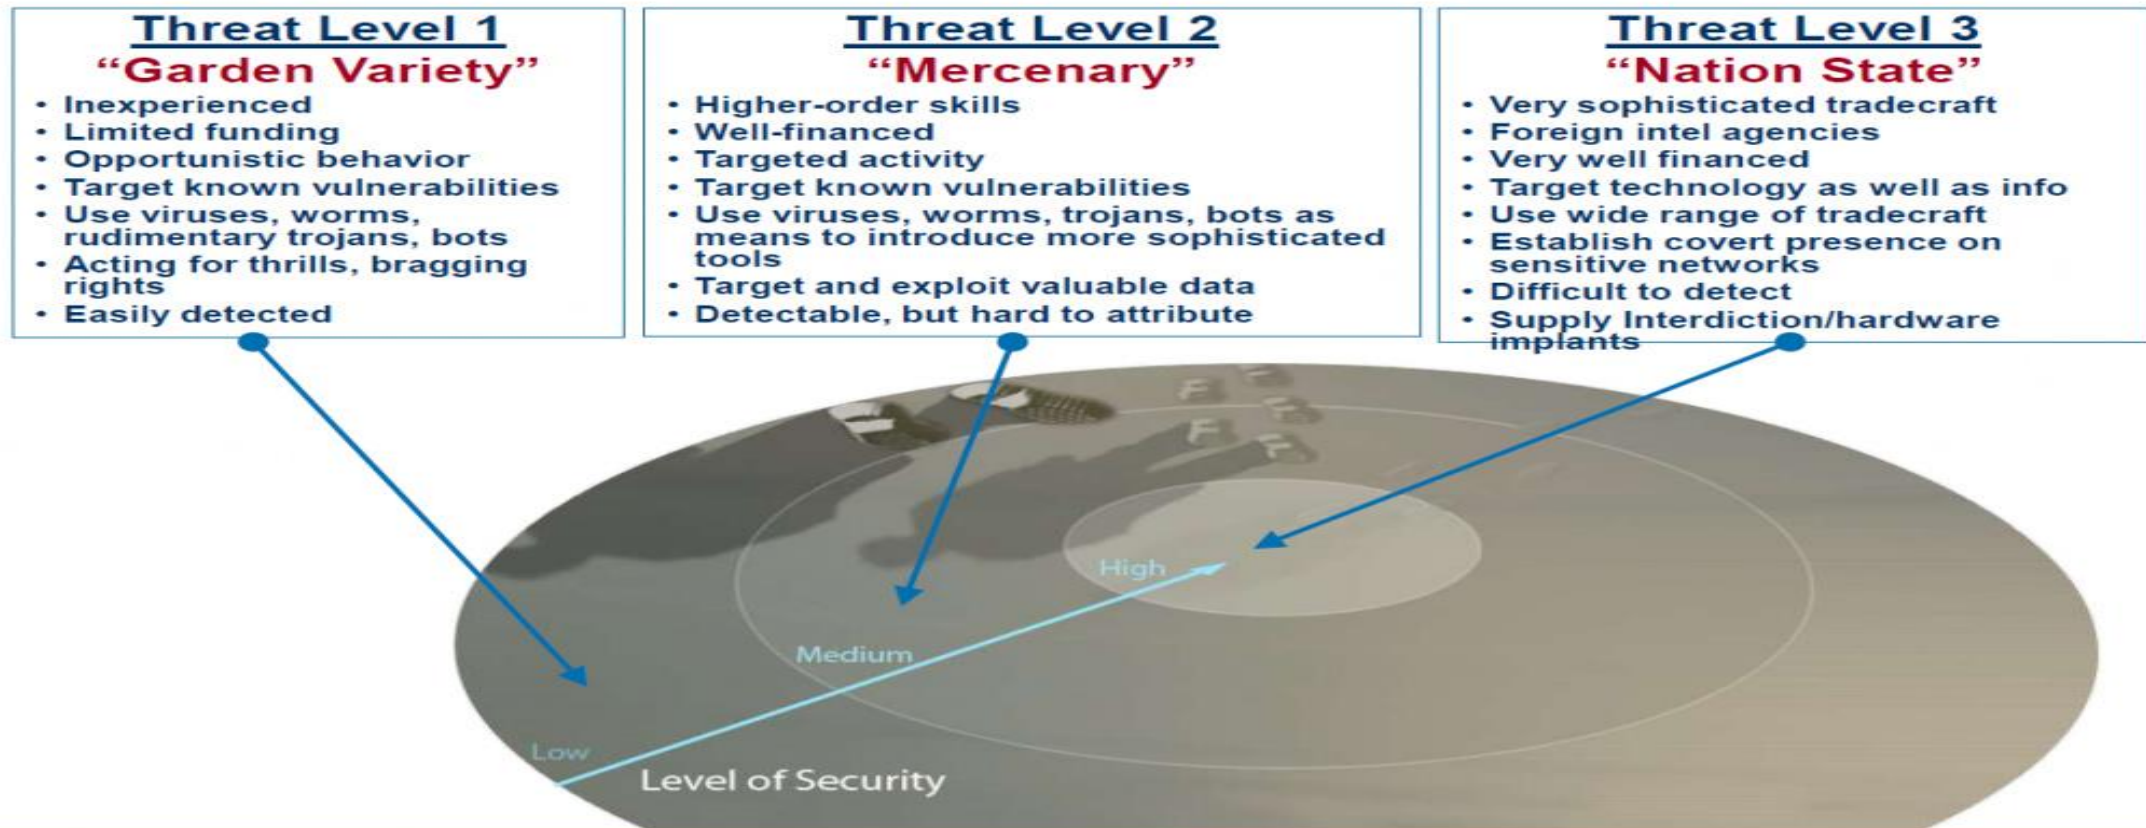 Threat Level 1
“Garden Variety”
• Inexperienced
• Limited funding
• Opportunistic behavior
• Target known vulnerabilities
• Use viruses, worms,
rudimentary trojans, bots
• Acting for thrills, bragging
rights
• Easily detected
Threat Level 2
“Mercenary”
• Higher-order skills
• Well-financed
• Targeted activity
• Target known vulnerabilities
• Use viruses, worms, trojans, bots as
means to introduce more sophisticated
tools
• Target and exploit valuable data
• Detectable, but hard to attribute
Threat Level 3
“Nation State”
• Very sophisticated tradecraft
• Foreign intel agencies
• Very well financed
• Target technology as well as info
• Use wide range of tradecraft
• Establish covert presence on
sensitive networks
• Difficult to detect
• Supply Interdiction/hardware
implants
High
Medium
Low
Level of Security